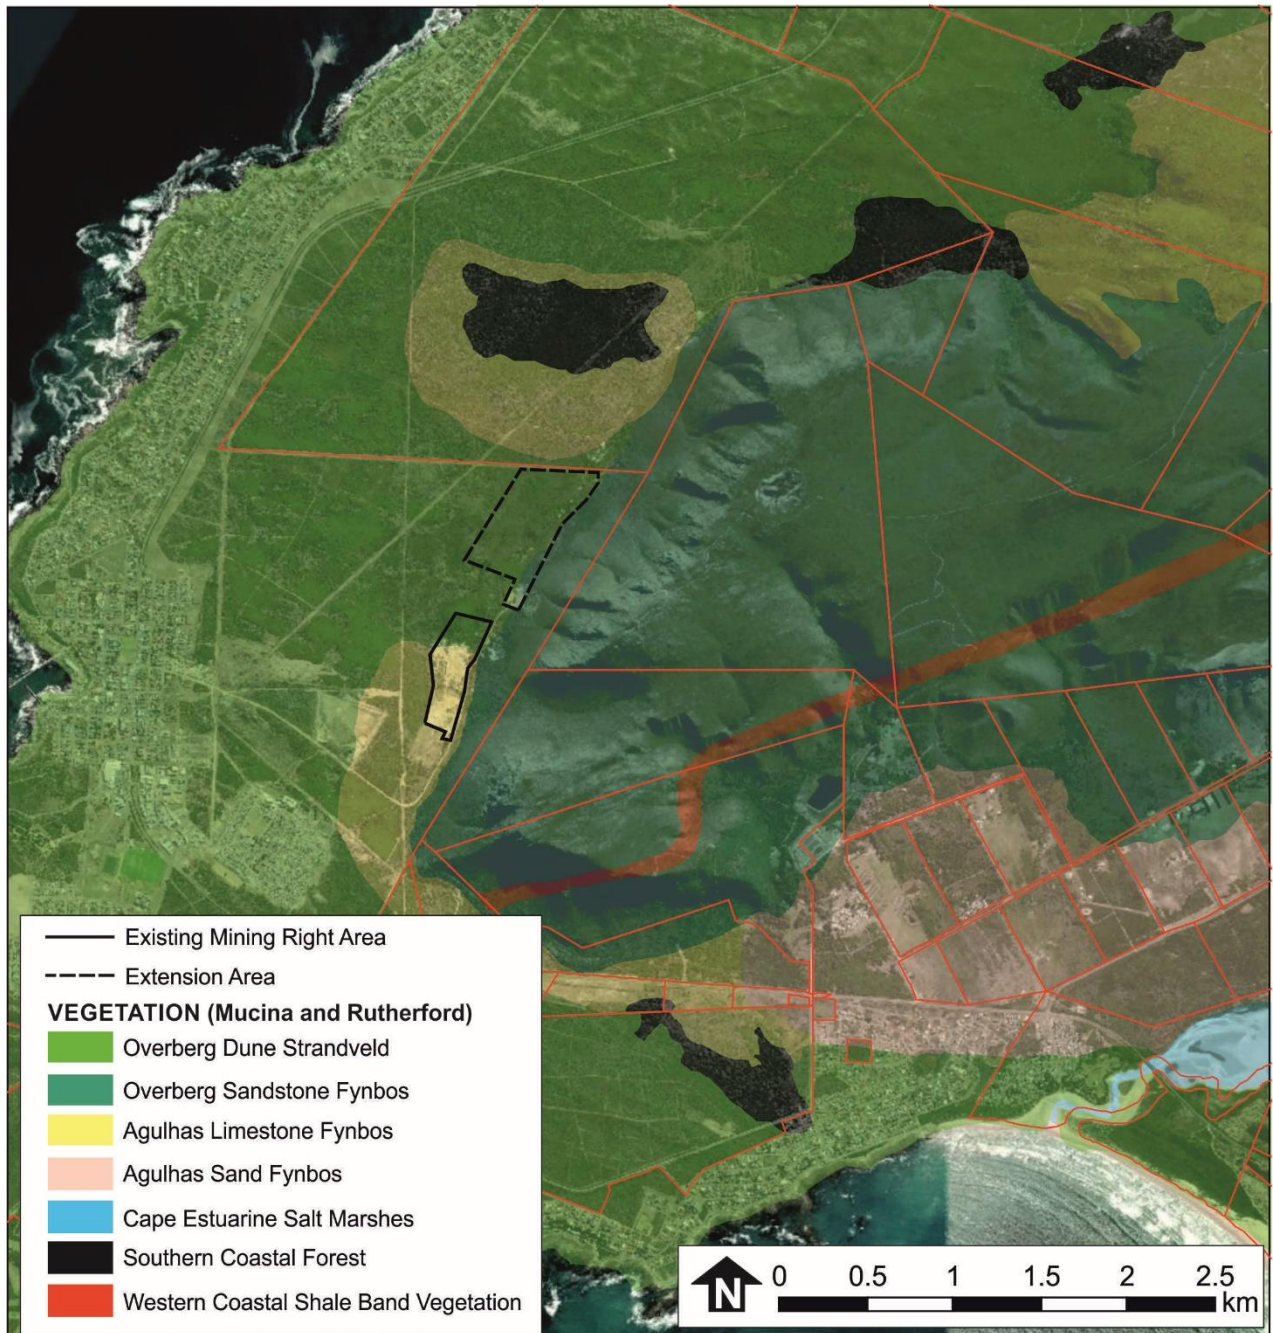 Existing Mining Right Area
Extension Area
VEGETATION (Mucina and Rutherford)
Overberg Dune Strandveld
Overberg Sandstone Fynbos
Agulhas Limestone Fynbos
Agulhas Sand Fynbos
Cape Estuarine Salt Marshes
Southern Coastal Forest
Western Coastal Shale Band Vegetation
N
0 0.5 1 1.5 2 2.5
km